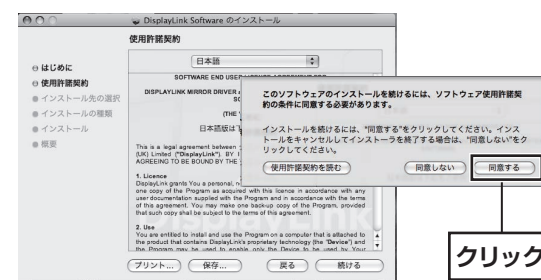 DisplayLink Software のインストール
使用許諾契約
日本語
はじめに
使用許諾契約
インストール先の選択
インストールの種類
インストール
概要
SOFTWARE END USER
DISPLAYLINK MIRROR DRIVER
(THE
日本語版は
This is a legal agreement between
(UK) Limited ("DisplayLink"). BY
AGREEING TO BE BOUND BY THE
1. Licence
DisplayLink grants You a personal,
one copy of the Program as acquired with this licence in accordance with any
user documentation supplied with the Program and in accordance with the terms
of this agreement. You may make one back-up copy of the Program, provided
that such copy shall be subject to the terms of this agreement.
2. Use
You are entitled to install and use the Program on a computer that is attached to
the product that contains DisplayLink's proprietary technology (the "Device") and
the Program may be used to enable only the Device to be used by Your
このソフトウェアのインストールを続けるには、ソフトウェア使用許諾契
約の条件に同意する必要があります。
インストールを続けるには、"同意する"をクリックしてください。インス
トールをキャンセルしてインストーラを終了する場合は、"同意しない"をク
リックしてください。
使用許諾契約を読む
同意しない
同意する
クリック
プリント...
保存...
戻る
続ける